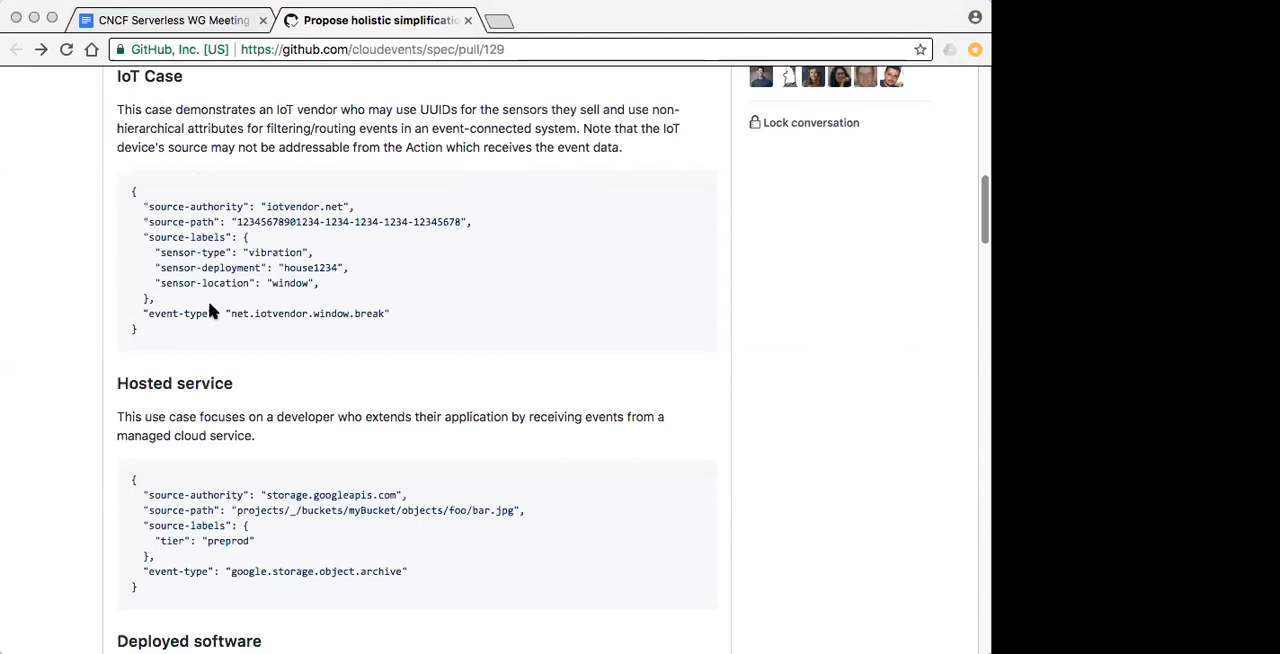 CNCF Serverless WG Meeting
Propose holistic simplificatio
GitHub, Inc. [US] | https://github.com/cloudevents/spec/pull/129
IoT Case
This case demonstrates an IoT vendor who may use UUIDs for the sensors they sell and use non-
hierarchical attributes for filtering/routing events in an event-connected system. Note that the IoT
device's source may not be addressable from the Action which receives the event data.
{
"source-authority": "iotvendor.net",
"source-path": "12345678901234-1234-1234-1234-12345678",
"source-labels": {
"sensor-type": "vibration",
"sensor-deployment": "house1234",
"sensor-location": "window",
},
"event-type": "net.iotvendor.window.break"
}
Hosted service
This use case focuses on a developer who extends their application by receiving events from a
managed cloud service.
{
"source-authority": "storage.googleapis.com",
"source-path": "projects/_/buckets/myBucket/objects/foo/bar.jpg",
"source-labels": {
"tier": "preprod"
},
"event-type": "google.storage.object.archive"
}
Deployed software
Lock conversation